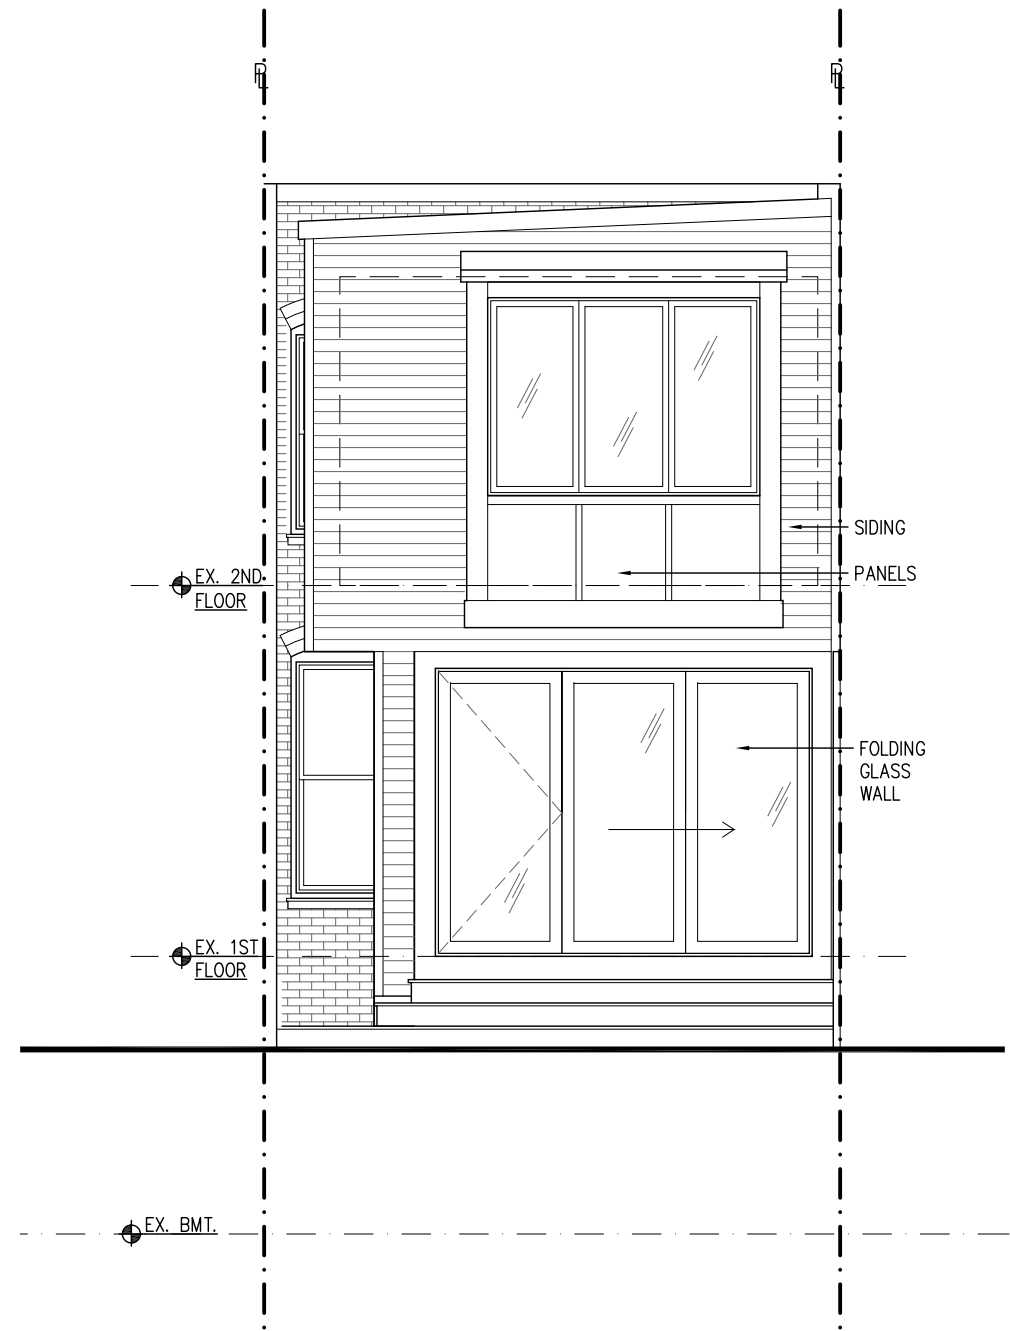 PL
PL
SIDING
EX. 2ND
FLOOR
PANELS
FOLDING
GLASS
WALL
EX. 1ST
FLOOR
EX. BMT.